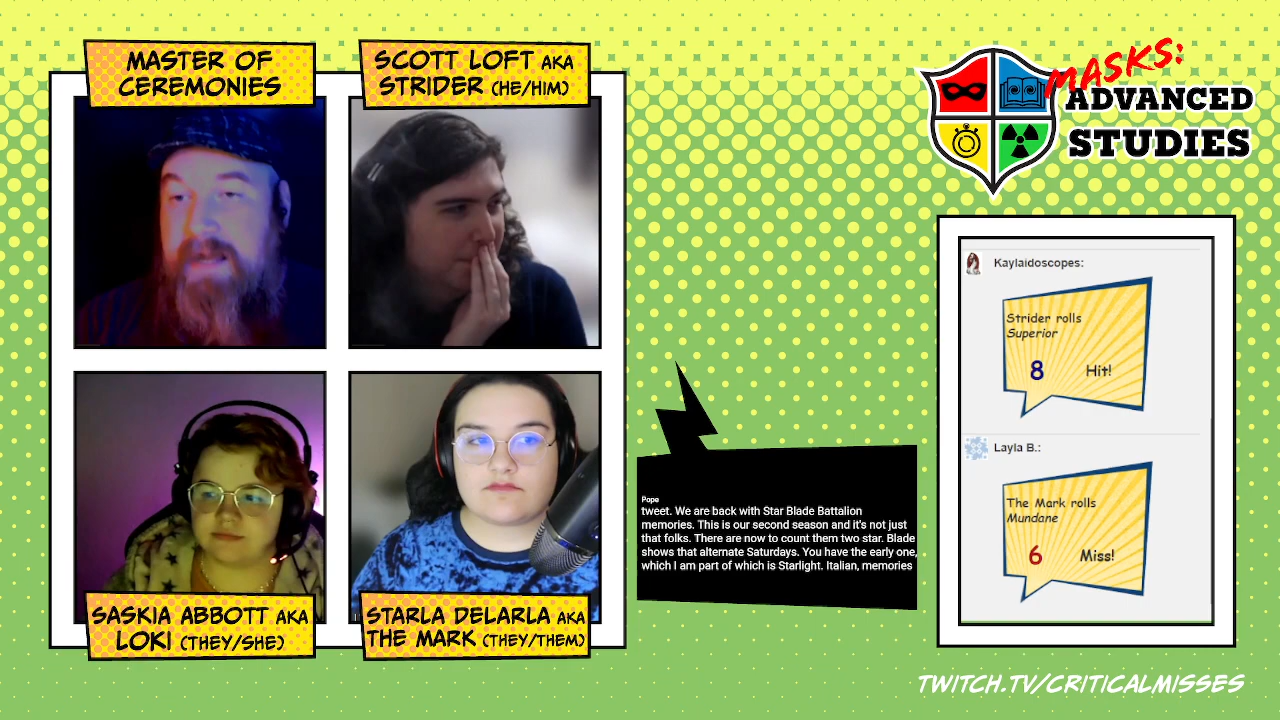 MASTER OF
CEREMONIES
SCOTT LOFT AKA
STRIDER (HE/HIM)
SASKIA ABBOTT AKA
LOKI (THEY/SHE)
STARLA DELARLA AKA
THE MARK (THEY/THEM)
Pope
tweet. We are back with Star Blade Battalion
memories. This is our second season and it's not just
that folks. There are now to count them two star. Blade
shows that alternate Saturdays. You have the early one,
which I am part of which is Starlight. Italian, memories
MASKS:
ADVANCED
STUDIES
Kaylaidoscopes:
Strider rolls
Superior
8 Hit!
Layla B.:
The Mark rolls
Mundane
6 Miss!
TWITCH.TV/CRITICALMISSES